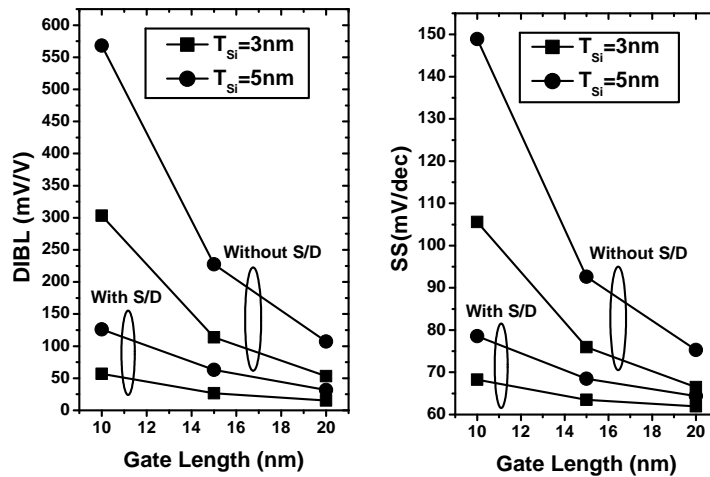 600
550
500
450
400
350
300
250
200
150
100
50
0
DIBL (mV/V)
T_Si=3nm
T_Si=5nm
Without S/D
With S/D
10 12 14 16 18 20
Gate Length (nm)
150
140
130
120
110
100
90
80
70
60
SS(mV/dec)
T_Si=3nm
T_Si=5nm
Without S/D
With S/D
10 12 14 16 18 20
Gate Length (nm)